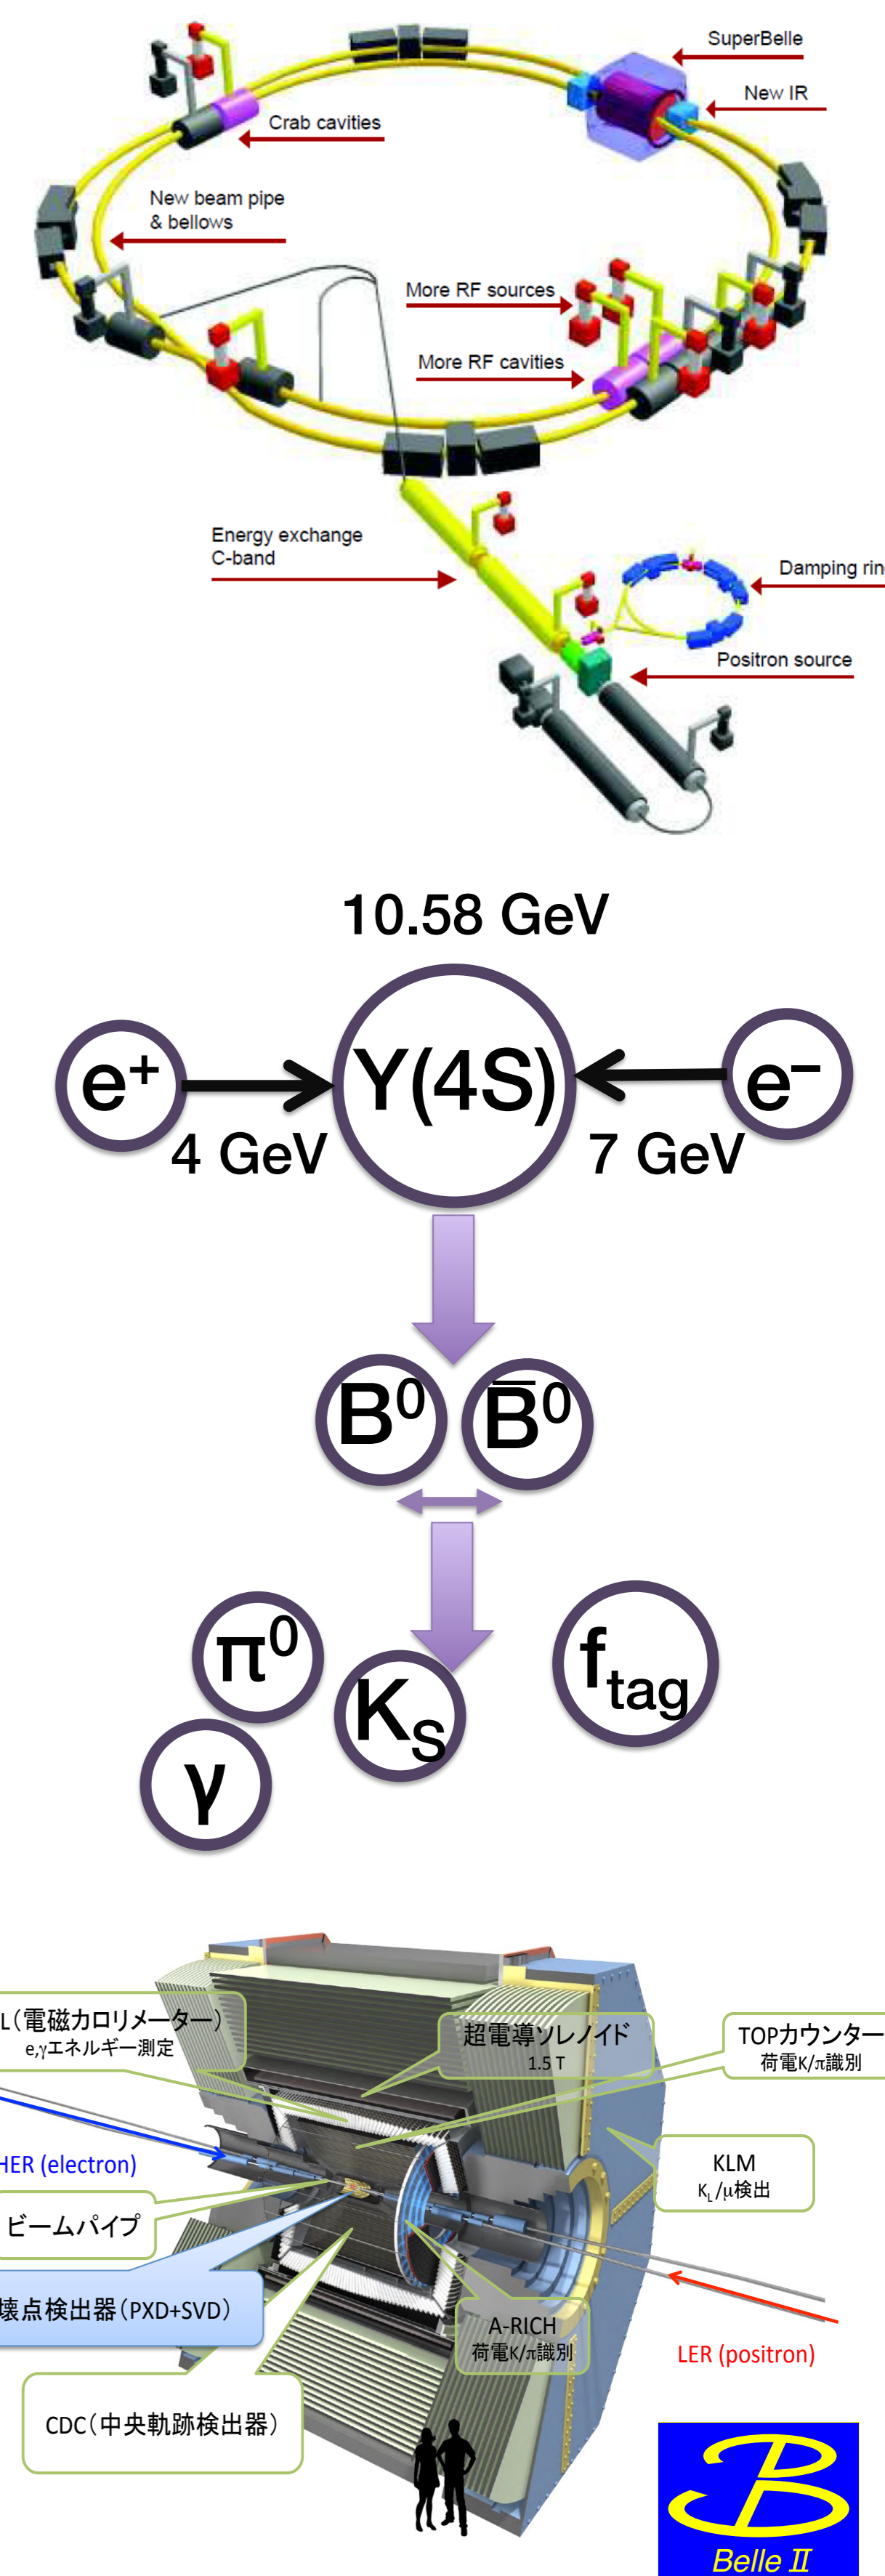 SuperBelle
New IR
Crab cavities
New beam pipe
& bellows
More RF sources
More RF cavities
Energy exchange
C-band
Damping rin
Positron source
10.58 GeV
e⁺
Υ(4S)
e⁻
4 GeV
7 GeV
B⁰
B̅⁰
π⁰
K_S
f_tag
γ
L(電磁カロリメーター)
e,γエネルギー測定
超電導ソレノイド
1.5 T
TOPカウンター
荷電K/π識別
HER (electron)
KLM
K_L/μ検出
ビームパイプ
壊点検出器(PXD+SVD)
A-RICH
荷電K/π識別
LER (positron)
CDC(中央軌跡検出器)
B
Belle II